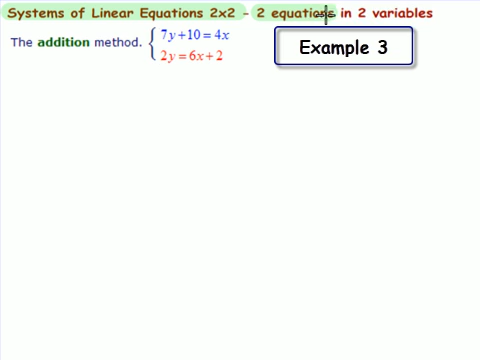 Systems of Linear Equations 2x2 - 2 equations in 2 variables
The addition method. { 7y+10 = 4x
2y = 6x+2
Example 3